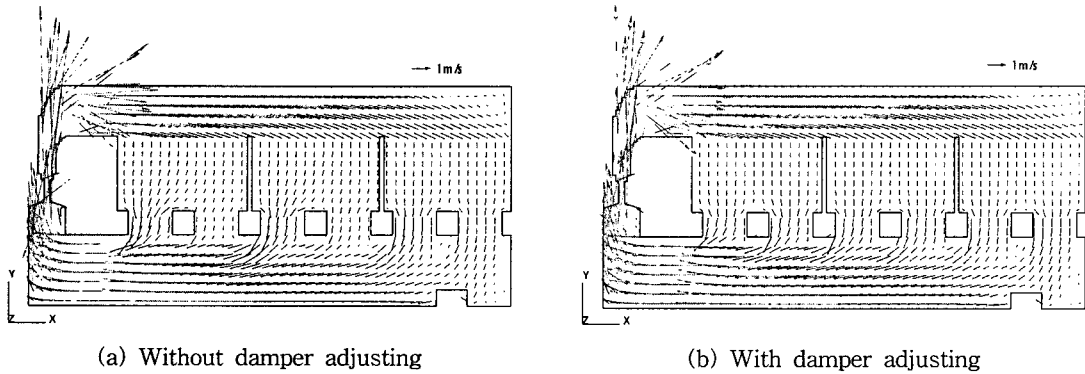 1m/s
1m/s
Y
Z X
Y
Z X
(a) Without damper adjusting
(b) With damper adjusting